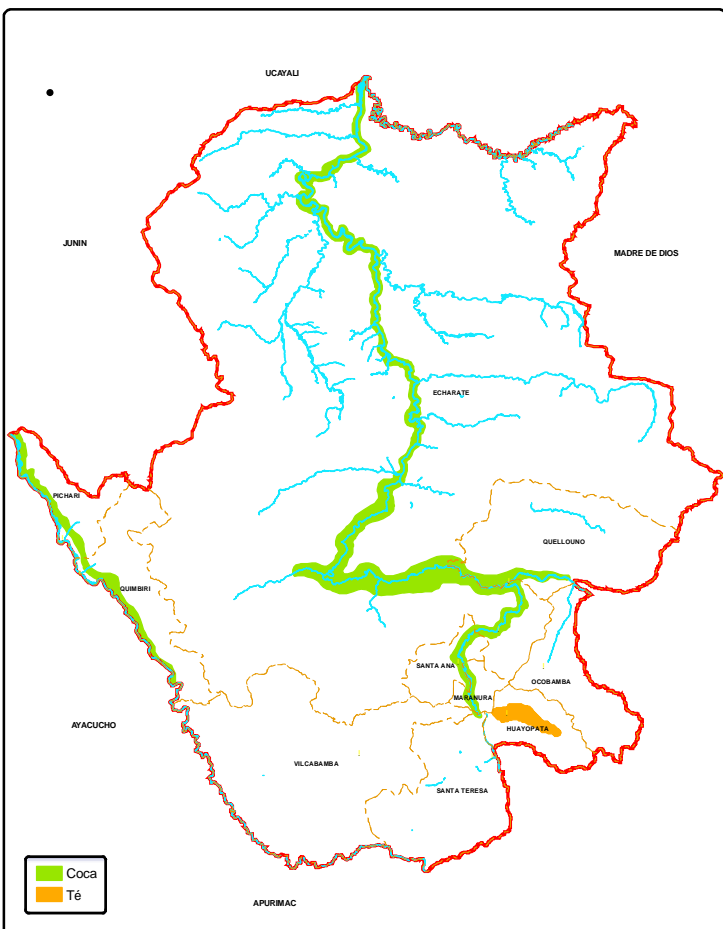 UCAYALI
JUNIN
MADRE DE DIOS
ECHARATE
PICHARI
QUELLOUNO
QUIMBIRI
SANTA ANA
OCOBAMBA
MARANURA
AYACUCHO
HUAYOPATA
VILCABAMBA
SANTA TERESA
Coca
Té
APURIMAC